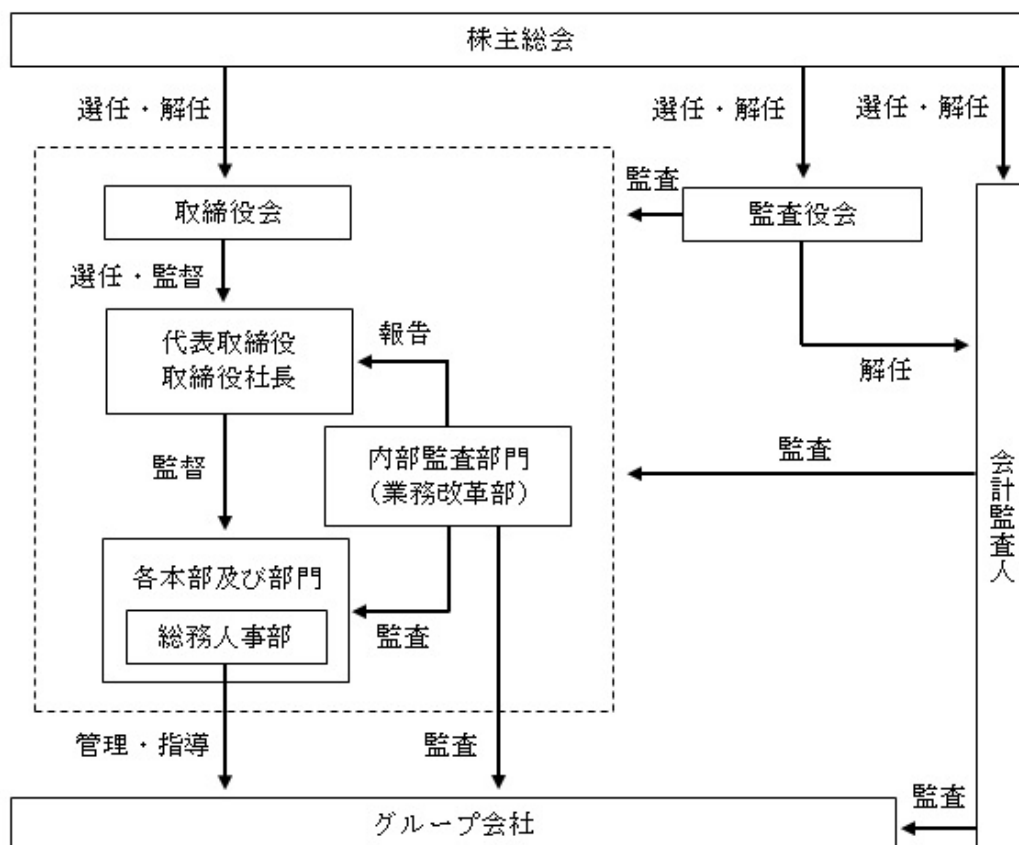 株主総会
選任・解任
選任・解任
選任・解任
取締役会
監査
監査役会
選任・監督
代表取締役
取締役社長
報告
解任
監督
内部監査部門
(業務改革部)
監査
会計監査人
各本部及び部門
総務人事部
監査
管理・指導
監査
監査
グループ会社